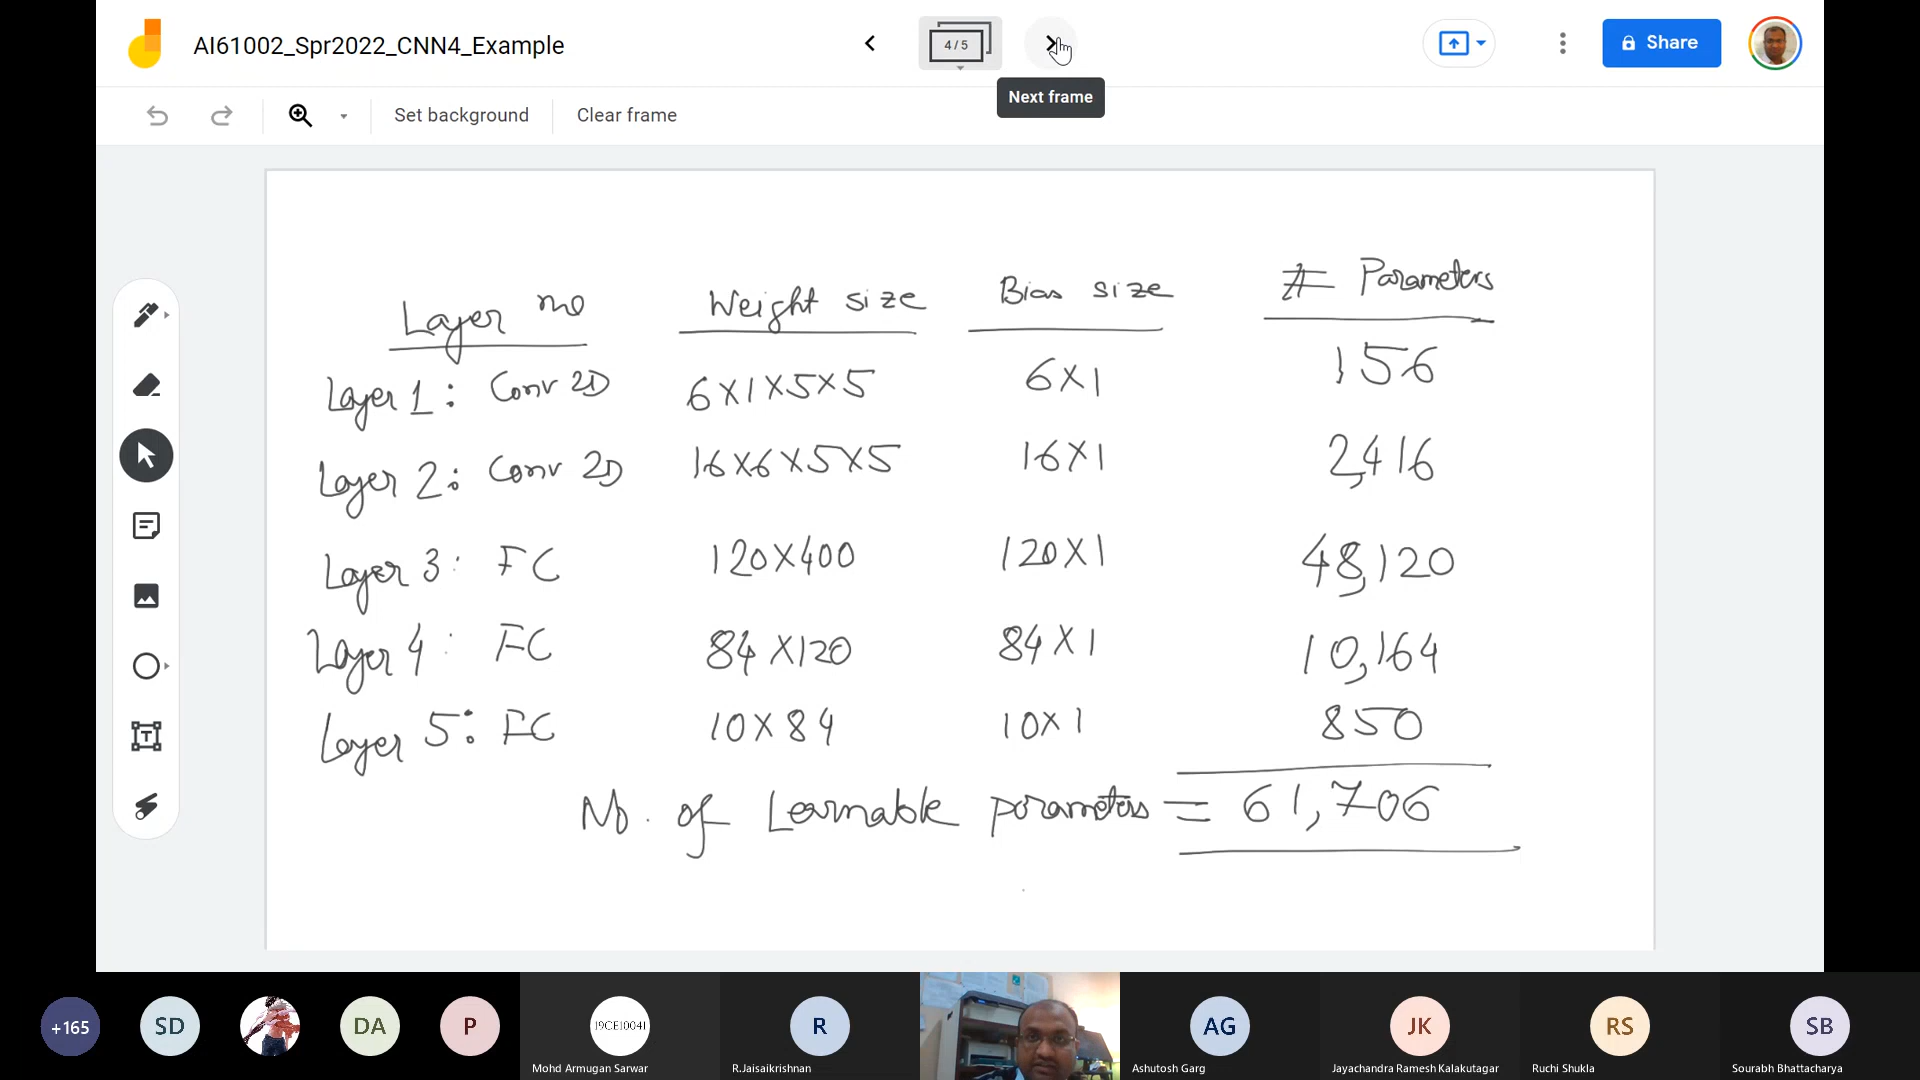 AI61002_Spr2022_CNN4_Example
4/5
Share
Next frame
Set background
Clear frame
Layer no Weight size Bias size # Parameters
Layer 1: Conv 2D 6X1X5X5 6X1 156
Layer 2: Conv 2D 16X6X5X5 16X1 2,416
Layer 3: FC 120X400 120X1 48,120
Layer 4: FC 84X120 84X1 10,164
Layer 5: FC 10X84 10X1 850
No. of Learnable parameters = 61,706
+165
SD
DA
P
19CE10041
R
AG
JK
RS
SB
Mohd Armugan Sarwar
R.Jaisaikrishnan
Ashutosh Garg
Jayachandra Ramesh Kalakutagar
Ruchi Shukla
Sourabh Bhattacharya